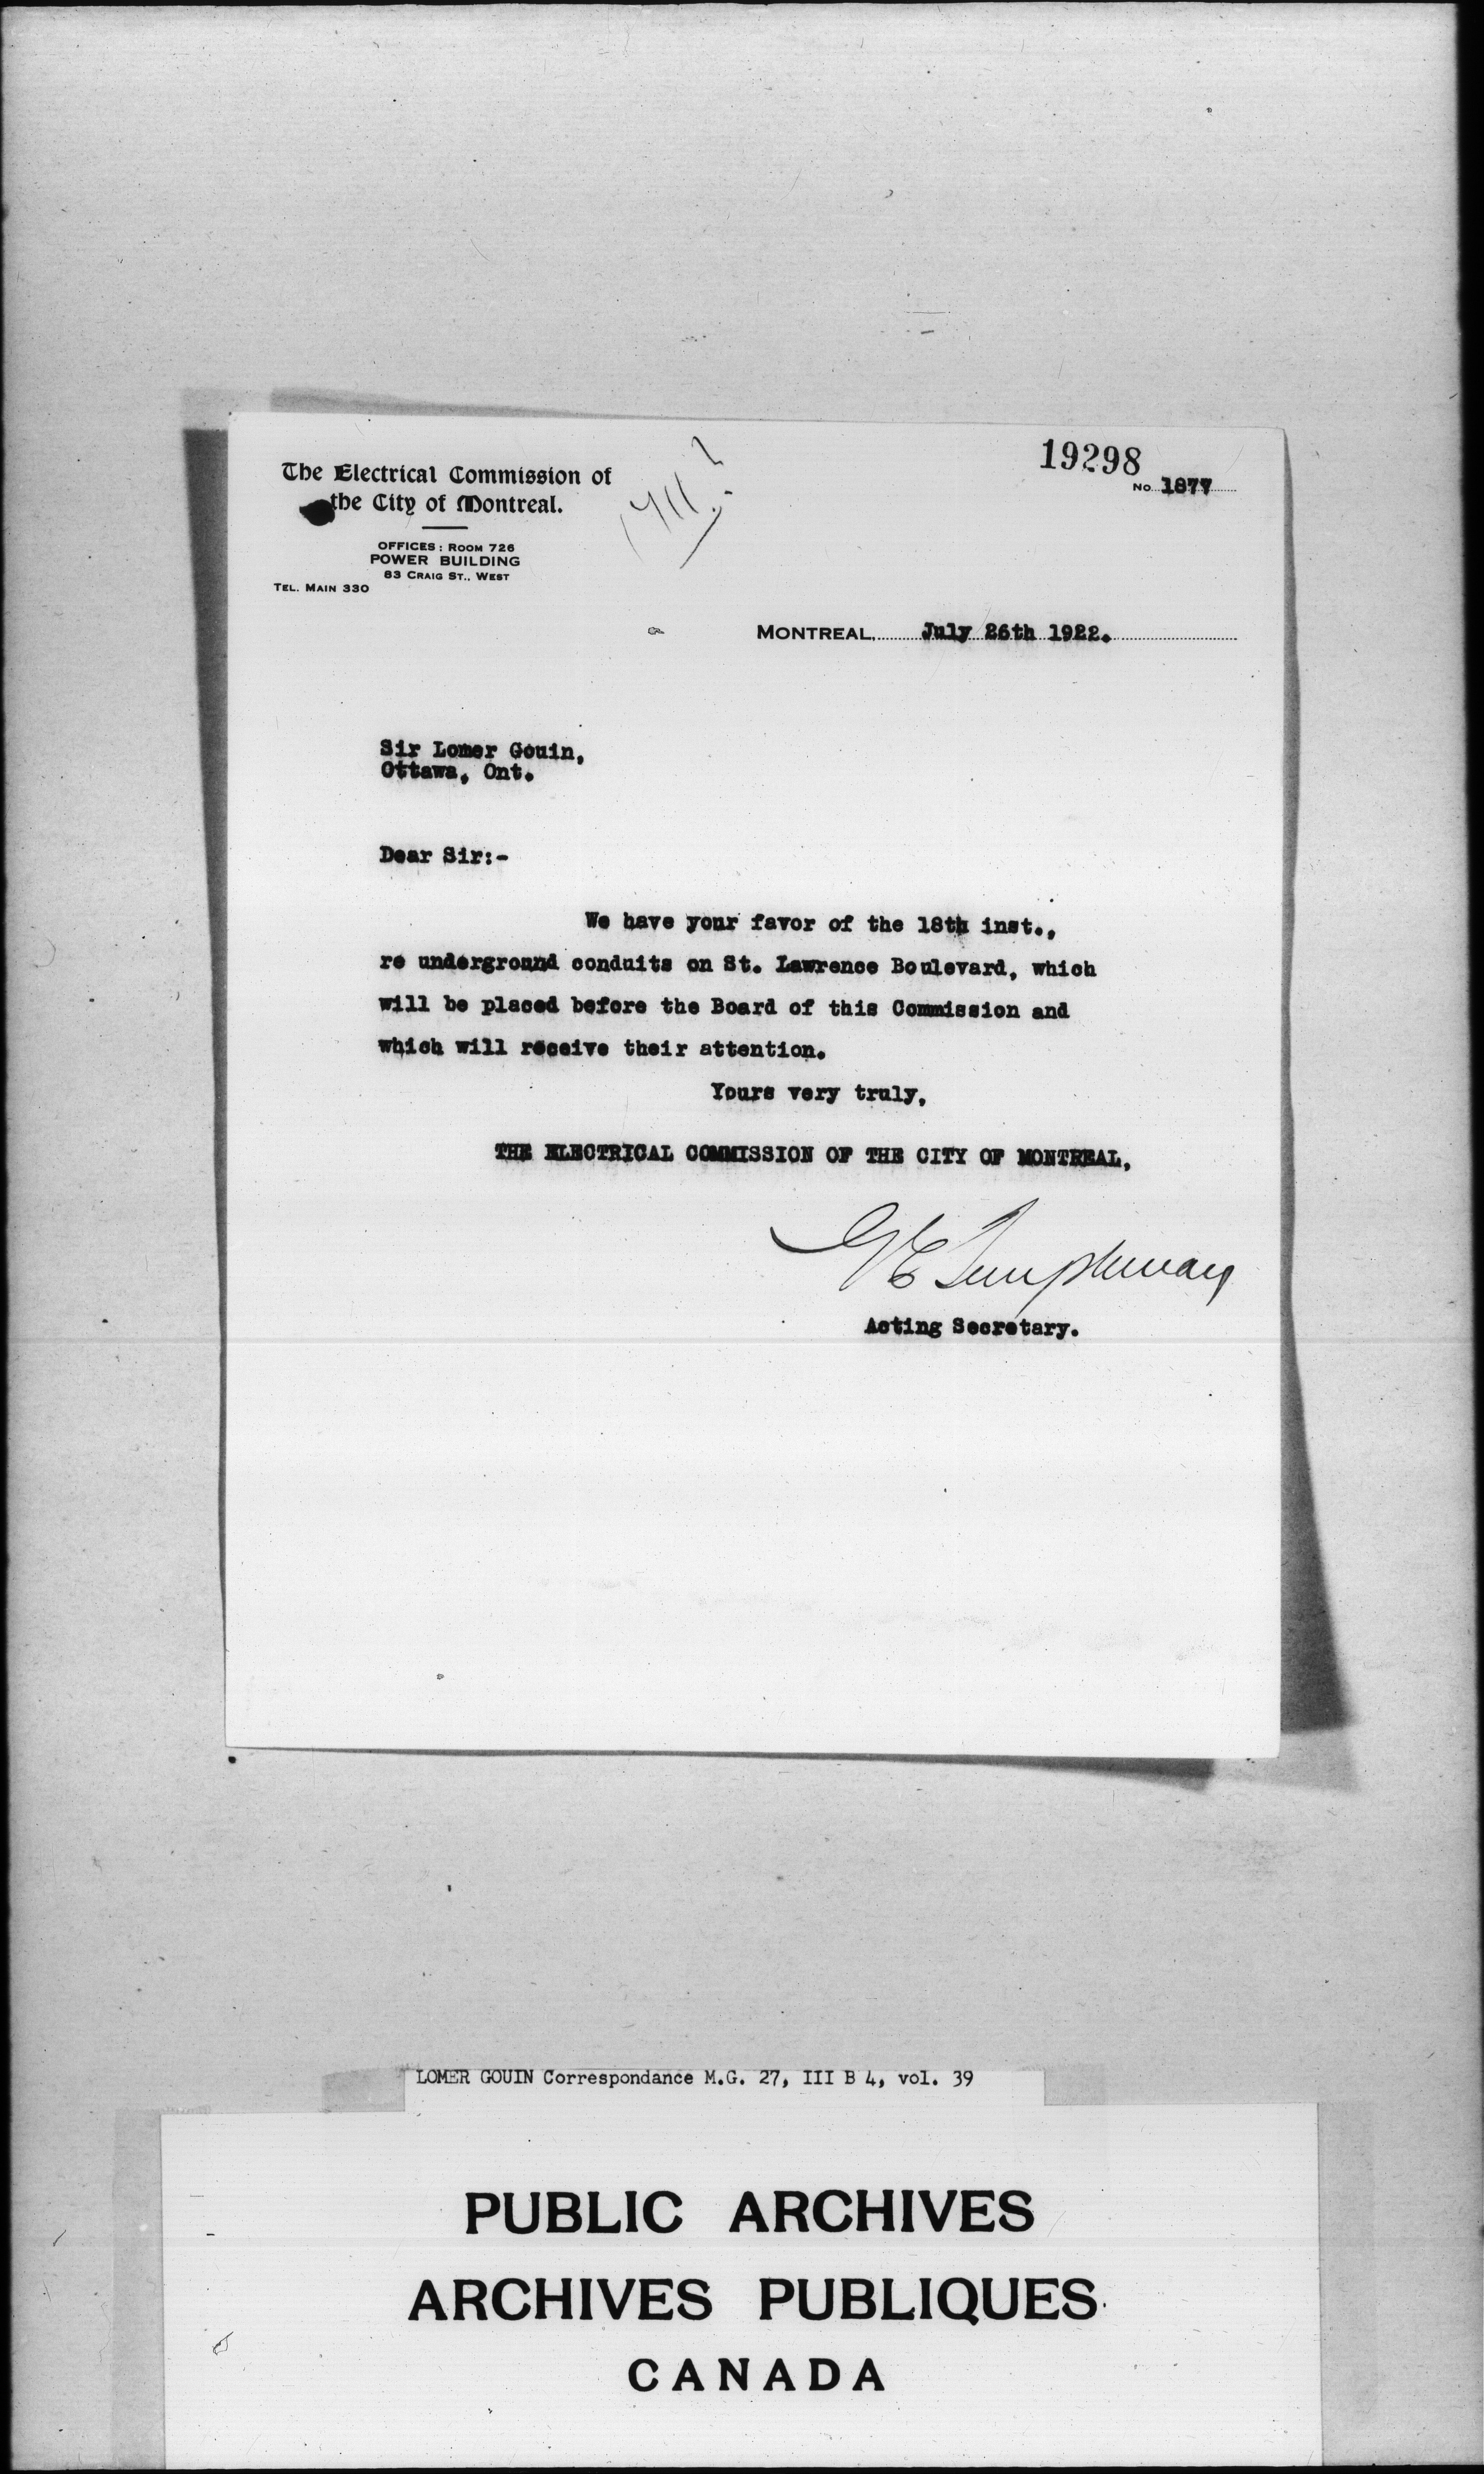 19298
The Electrical Commission of
the City of Montreal.
No. 1877
OFFICES: ROOM 726
POWER BUILDING
83 CRAIG ST., WEST
TEL. MAIN 330
MONTREAL, July 26th 1922.
Sir Lomer Gouin,
Ottawa, Ont.
Dear Sir:-
We have your favor of the 18th inst.,
re underground conduits on St. Lawrence Boulevard, which
will be placed before the Board of this Commission and
which will receive their attention.
Yours very truly,
THE ELECTRICAL COMMISSION OF THE CITY OF MONTREAL,
Acting Secretary.
LOMER GOUIN Correspondance M.G. 27, III B 4, vol. 39
PUBLIC ARCHIVES
ARCHIVES PUBLIQUES
CANADA